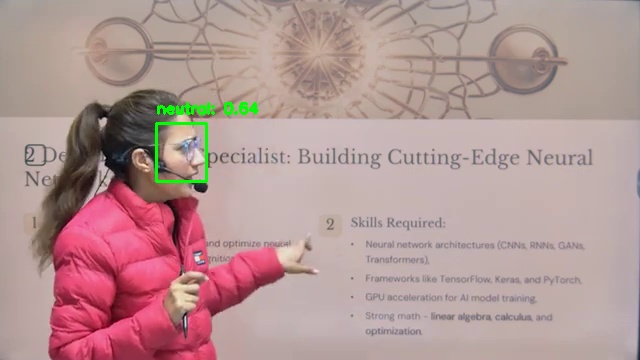 neutral: 0.54
2 De pecialist: Building Cutting-Edge Neural
Ne
1
and optimize neural
2 Skills Required:
• Neural network architectures (CNNs, RNNs, GANs,
Transformers).
• Frameworks like TensorFlow, Keras, and PyTorch.
• GPU acceleration for AI model training.
• Strong math - linear algebra, calculus, and
optimization.